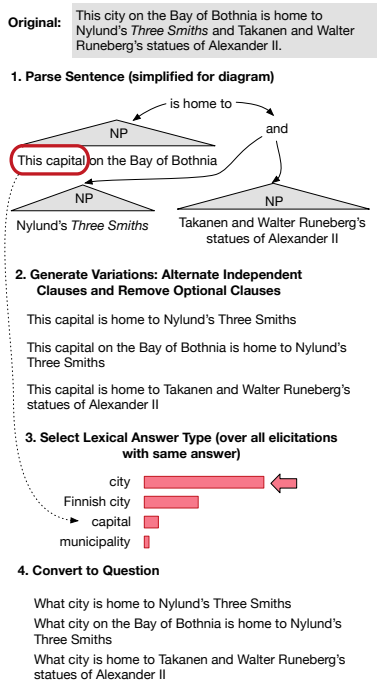 Original:
This city on the Bay of Bothnia is home to
Nylund's Three Smiths and Takanen and Walter
Runeberg's statues of Alexander II.
1. Parse Sentence (simplified for diagram)
is home to
NP
and
This capital on the Bay of Bothnia
NP
NP
Nylund's Three Smiths
Takanen and Walter Runeberg's
statues of Alexander II
2. Generate Variations: Alternate Independent
Clauses and Remove Optional Clauses
This capital is home to Nylund's Three Smiths
This capital on the Bay of Bothnia is home to Nylund's
Three Smiths
This capital is home to Takanen and Walter Runeberg's
statues of Alexander II
3. Select Lexical Answer Type (over all elicitations
with same answer)
city
Finnish city
capital
municipality
4. Convert to Question
What city is home to Nylund's Three Smiths
What city on the Bay of Bothnia is home to Nylund's
Three Smiths
What city is home to Takanen and Walter Runeberg's
statues of Alexander II